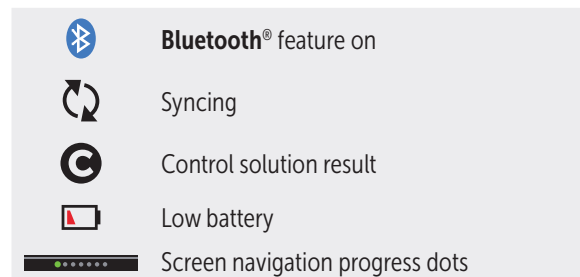 Bluetooth® feature on
Syncing
C Control solution result
Low battery
Screen navigation progress dots